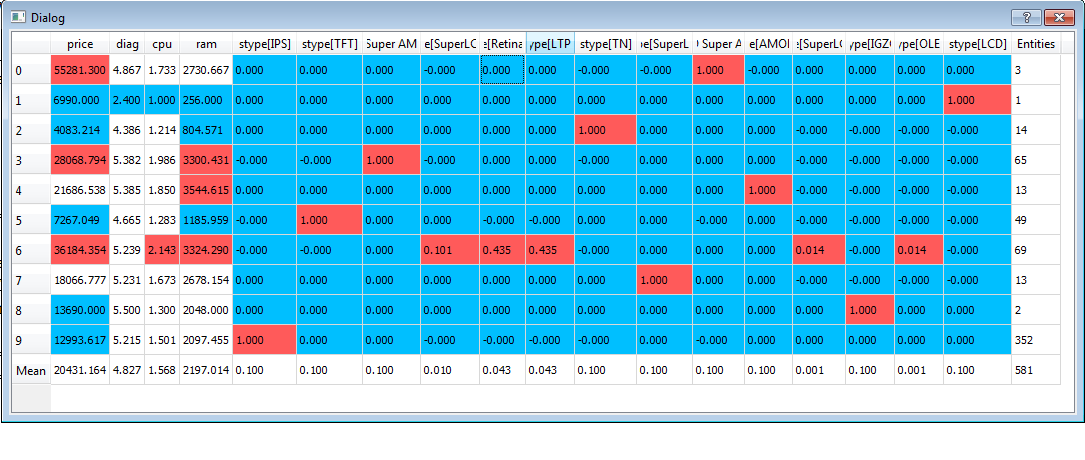 Dialog
price diag cpu ram stype[IPS] stype[TFT] Super AM e[SuperLC e[Retina ype[LTP stype[TN] pe[SuperL O Super A e[AMOI e[SuperLC ype[IGZO ype[OLE stype[LCD] Entities
0 55281.300 4.867 1.733 2730.667 0.000 0.000 0.000 -0.000 0.000 0.000 -0.000 -0.000 1.000 -0.000 0.000 0.000 0.000 0.000 3
1 6990.000 2.400 1.000 256.000 0.000 0.000 0.000 0.000 0.000 0.000 0.000 0.000 0.000 0.000 0.000 0.000 0.000 1.000 1
2 4083.214 4.386 1.214 804.571 0.000 0.000 0.000 0.000 0.000 0.000 1.000 0.000 0.000 0.000 -0.000 -0.000 -0.000 0.000 14
3 28068.794 5.382 1.986 3300.431 -0.000 -0.000 1.000 -0.000 0.000 0.000 -0.000 0.000 0.000 -0.000 -0.000 0.000 -0.000 -0.000 65
4 21686.538 5.385 1.850 3544.615 0.000 0.000 0.000 0.000 0.000 0.000 0.000 0.000 0.000 1.000 -0.000 -0.000 -0.000 0.000 13
5 7267.049 4.665 1.283 1185.959 -0.000 1.000 0.000 0.000 -0.000 -0.000 0.000 0.000 -0.000 0.000 -0.000 -0.000 -0.000 -0.000 49
6 36184.354 5.239 2.143 3324.290 -0.000 -0.000 0.000 0.101 0.435 0.435 -0.000 0.000 0.000 -0.000 0.014 -0.000 0.014 -0.000 69
7 18066.777 5.231 1.673 2678.154 0.000 0.000 0.000 0.000 0.000 0.000 0.000 1.000 0.000 0.000 -0.000 -0.000 -0.000 -0.000 13
8 13690.000 5.500 1.300 2048.000 0.000 0.000 0.000 0.000 0.000 0.000 0.000 0.000 0.000 0.000 0.000 1.000 0.000 0.000 2
9 12993.617 5.215 1.501 2097.455 1.000 0.000 0.000 -0.000 -0.000 -0.000 -0.000 0.000 -0.000 0.000 -0.000 0.000 -0.000 0.000 352
Mean 20431.164 4.827 1.568 2197.014 0.100 0.100 0.100 0.010 0.043 0.043 0.100 0.100 0.100 0.100 0.001 0.100 0.001 0.100 581